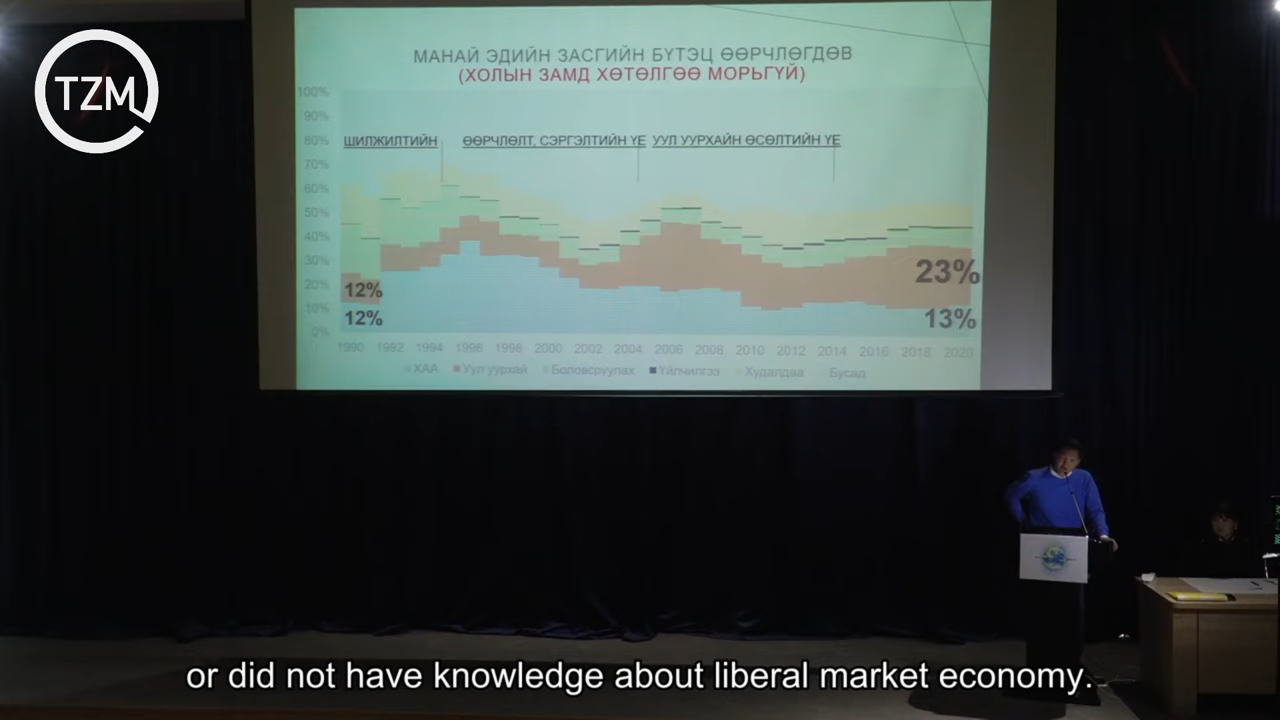 TZM
МАНАЙ ЭДИЙН ЗАСГИЙН БҮТЭЦ ӨӨРЧЛӨГДӨВ
(ХОЛЫН ЗАМД ХӨТӨЛГӨӨ МОРЬГҮЙ)
100%
90%
80%
70%
60%
50%
40%
30%
20%
10%
0%
ШИЛЖИЛТИЙН
ӨӨРЧЛӨЛТ, СЭРГЭЛТИЙН ҮЕ
УУЛ УУРХАЙН ӨСӨЛТИЙН ҮЕ
12%
12%
23%
13%
1990 1992 1994 1996 1998 2000 2002 2004 2006 2008 2010 2012 2014 2016 2018 2020
ХАА Уул уурхай Боловсруулах Үйлчилгээ Худалдаа Бусад
or did not have knowledge about liberal market economy.